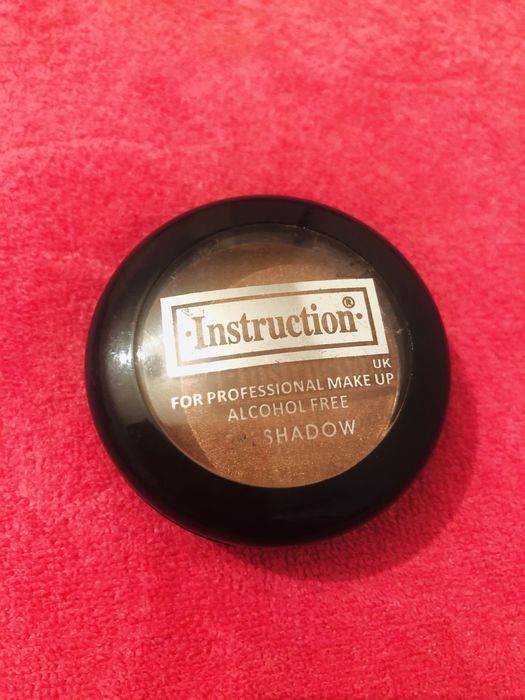 ·Instruction·®
UK
FOR PROFESSIONAL MAKE UP
ALCOHOL FREE
SHADOW